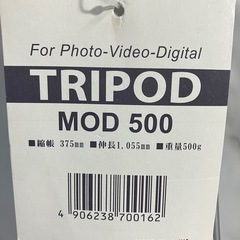 For Photo-Video-Digital
TRIPOD
MOD 500
■縮帳 375mm ■伸長1,055mm ■重量500g
4 906238 700162